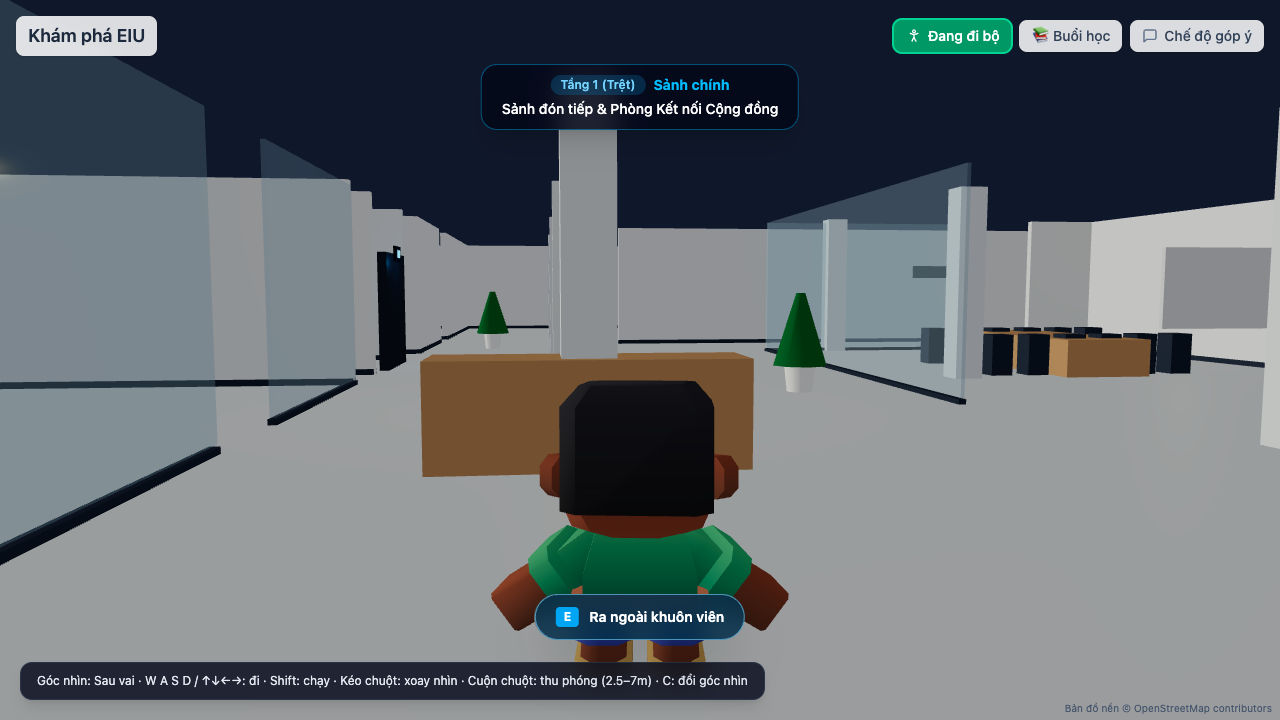 Khám phá EIU
Đang đi bộ
Buổi học
Chế độ góp ý
Tầng 1 (Trệt) Sảnh chính
Sảnh đón tiếp & Phòng Kết nối Cộng đồng
E Ra ngoài khuôn viên
Góc nhìn: Sau vai · W A S D / ↑↓←→: đi · Shift: chạy · Kéo chuột: xoay nhìn · Cuộn chuột: thu phóng (2.5–7m) · C: đổi góc nhìn
Bản đồ nền © OpenStreetMap contributors